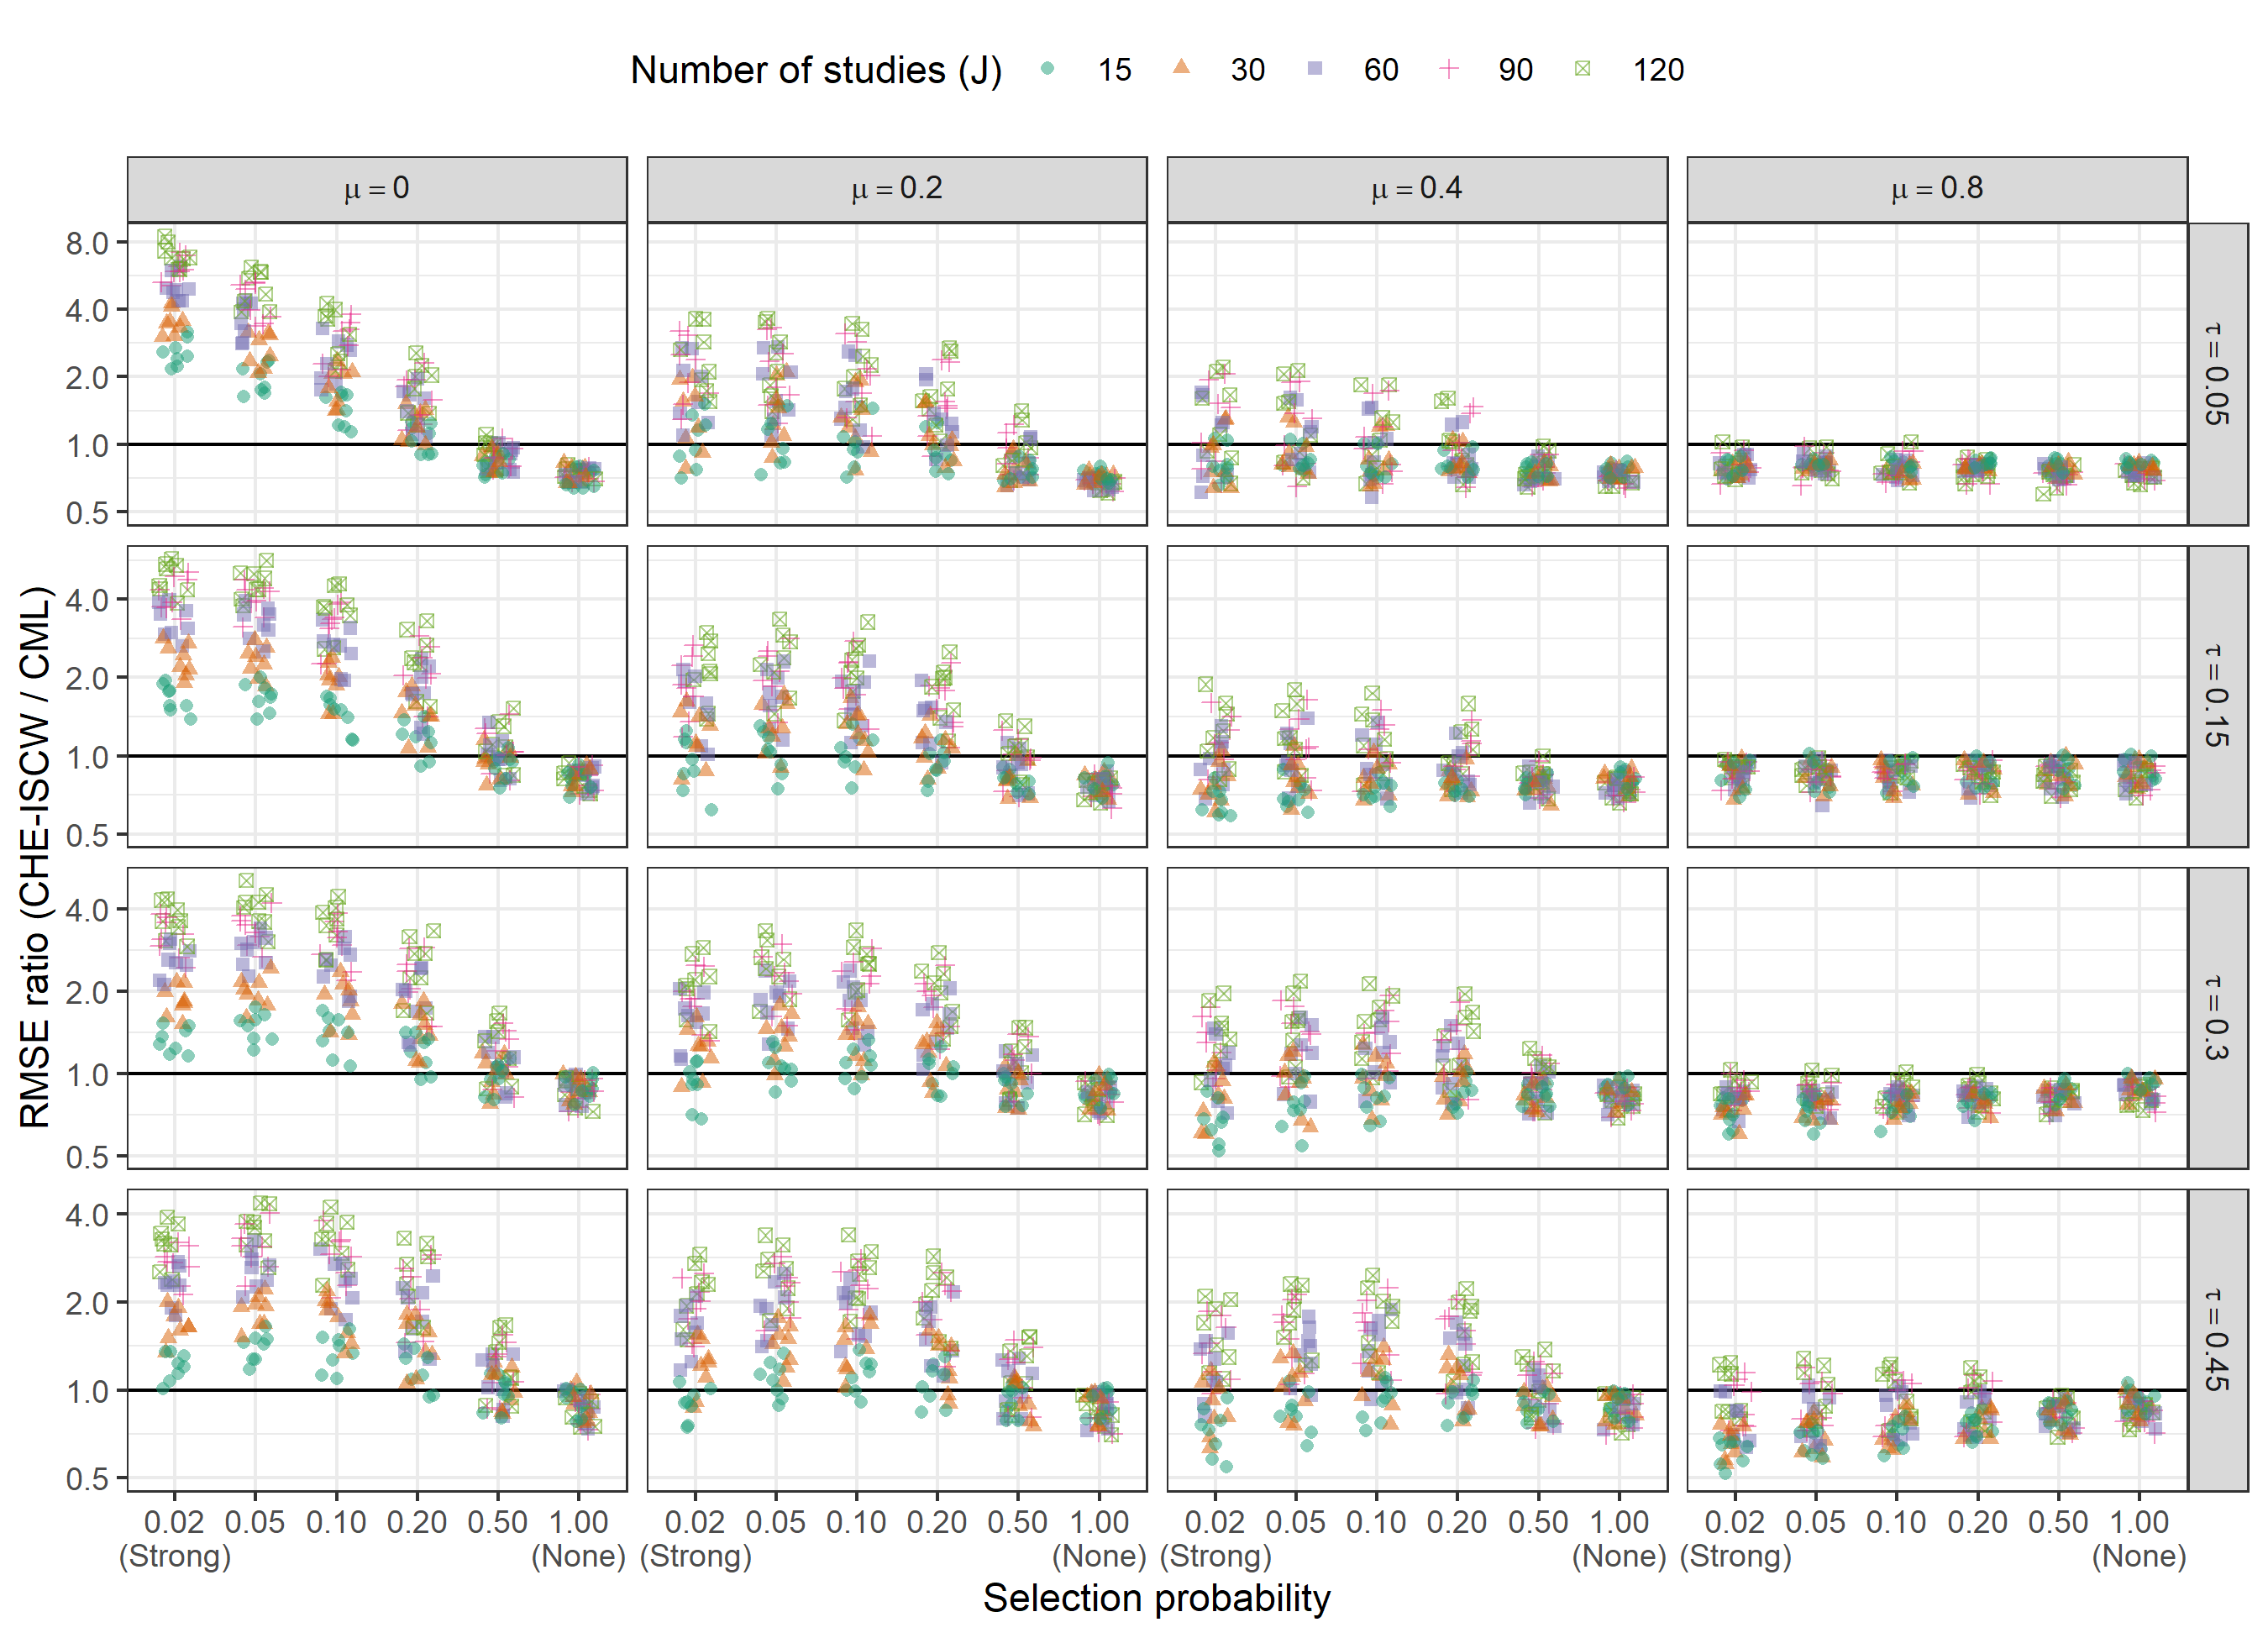 Number of studies (J) 15 30 60 90 120
μ = 0 μ = 0.2 μ = 0.4 μ = 0.8
RMSE ratio (CHE-ISCW / CML)
8.0
4.0
2.0
1.0
0.5
τ = 0.05
4.0
2.0
1.0
0.5
τ = 0.15
4.0
2.0
1.0
0.5
τ = 0.3
4.0
2.0
1.0
0.5
τ = 0.45
0.02 0.05 0.10 0.20 0.50 1.00 0.02 0.05 0.10 0.20 0.50 1.00 0.02 0.05 0.10 0.20 0.50 1.00 0.02 0.05 0.10 0.20 0.50 1.00
(Strong) (None) (Strong) (None) (Strong) (None) (Strong) (None)
Selection probability